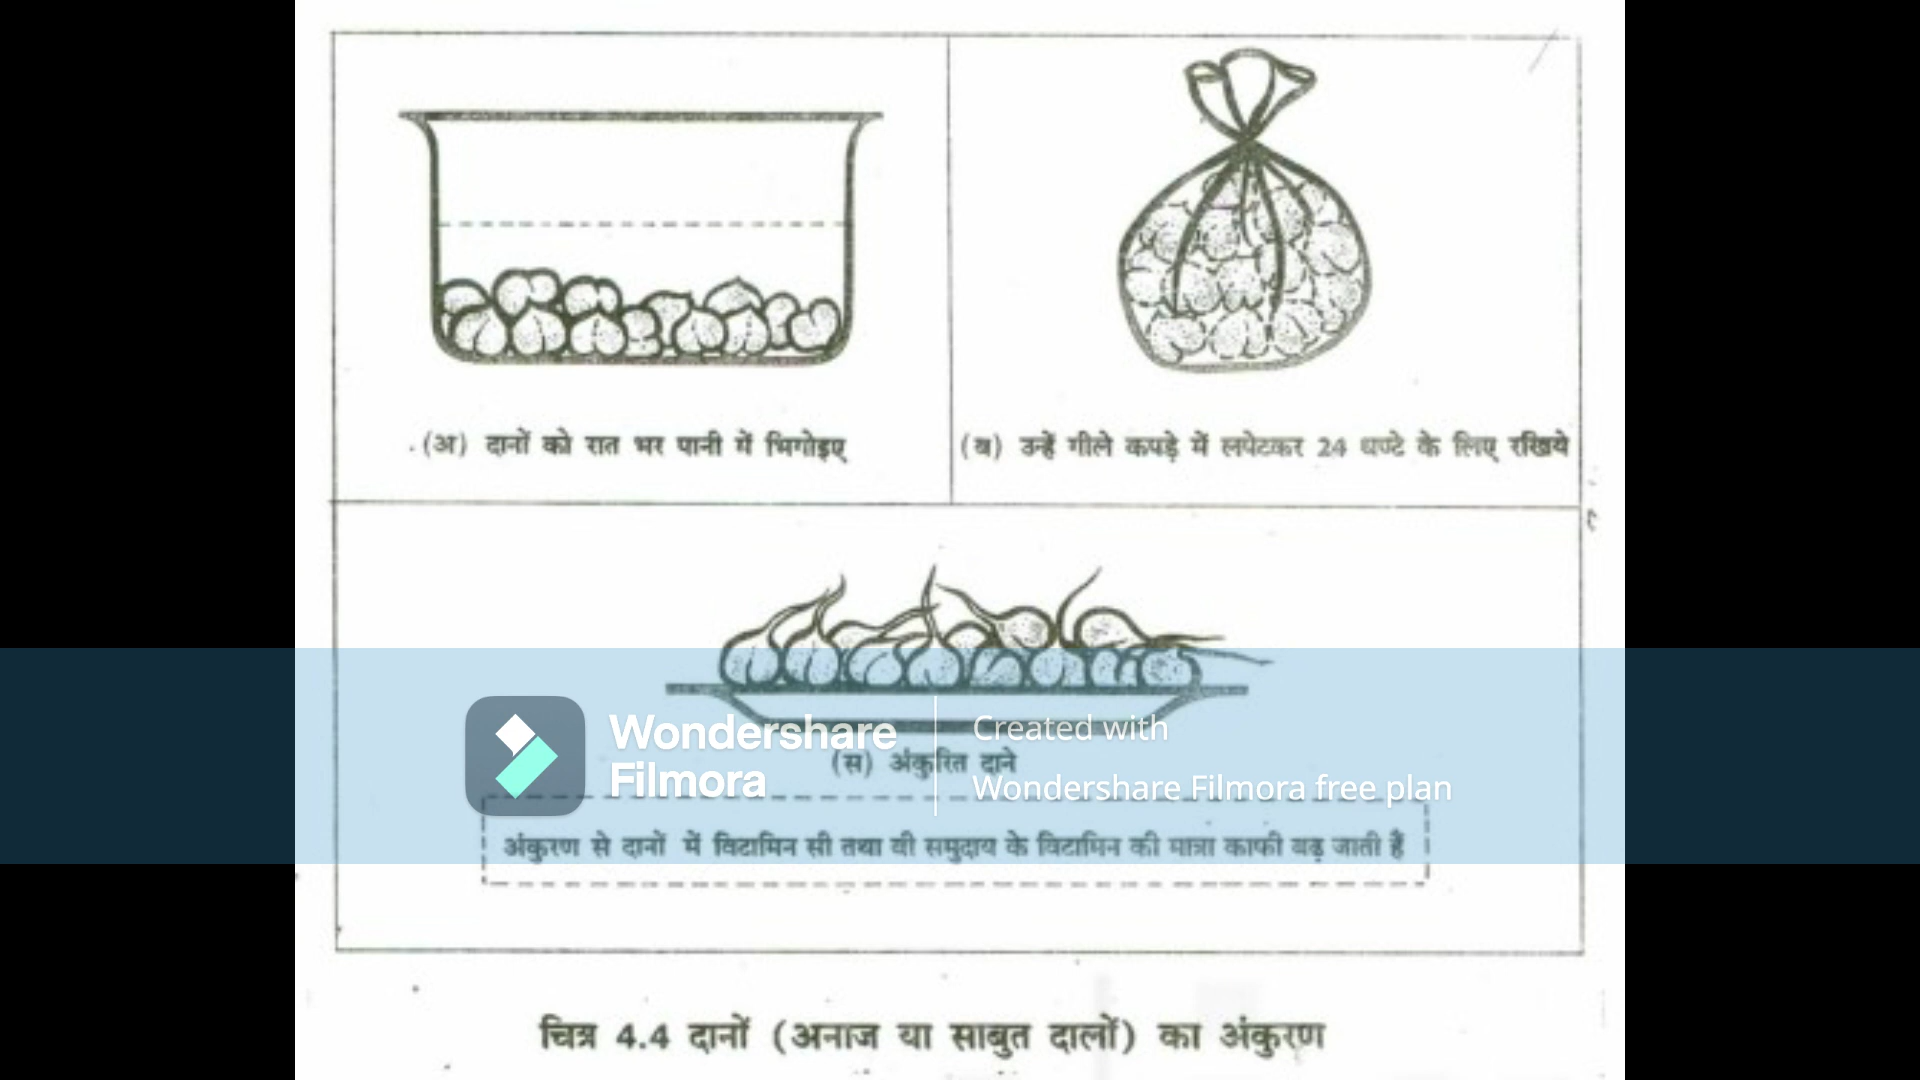 (अ) दानों को रात भर पानी में भिगोइए
(ब) उन्हें गीले कपड़े में लपेटकर 24 घण्टे के लिए रखिये
Wondershare
Filmora
Created with
Wondershare Filmora free plan
(स) अंकुरित दाने
अंकुरण से दानों में विटामिन सी तथा बी समुदाय के विटामिन की मात्रा काफी बढ़ जाती हैं
चित्र 4.4 दानों (अनाज या साबुत दालों) का अंकुरण